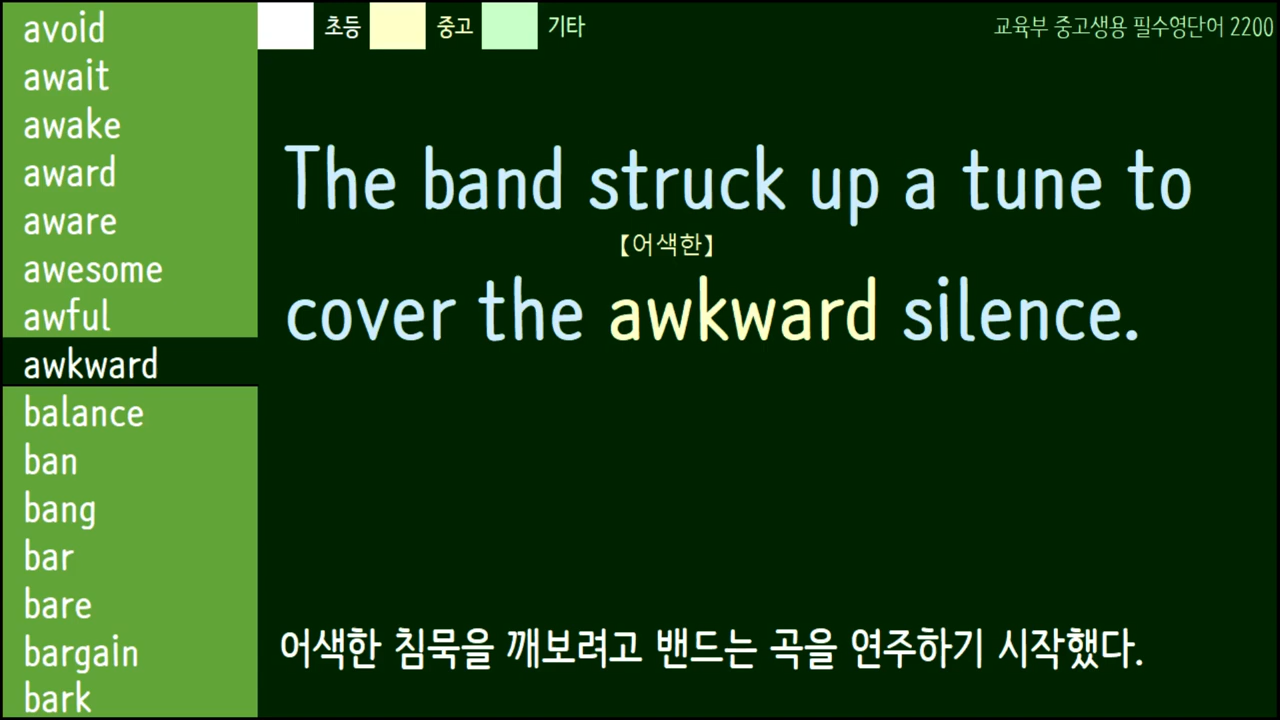 avoid
await
awake
award
aware
awesome
awful
awkward
balance
ban
bang
bar
bare
bargain
bark
초등 중고 기타
교육부 중고생용 필수영단어 2200
The band struck up a tune to
【어색한】
cover the awkward silence.
어색한 침묵을 깨보려고 밴드는 곡을 연주하기 시작했다.